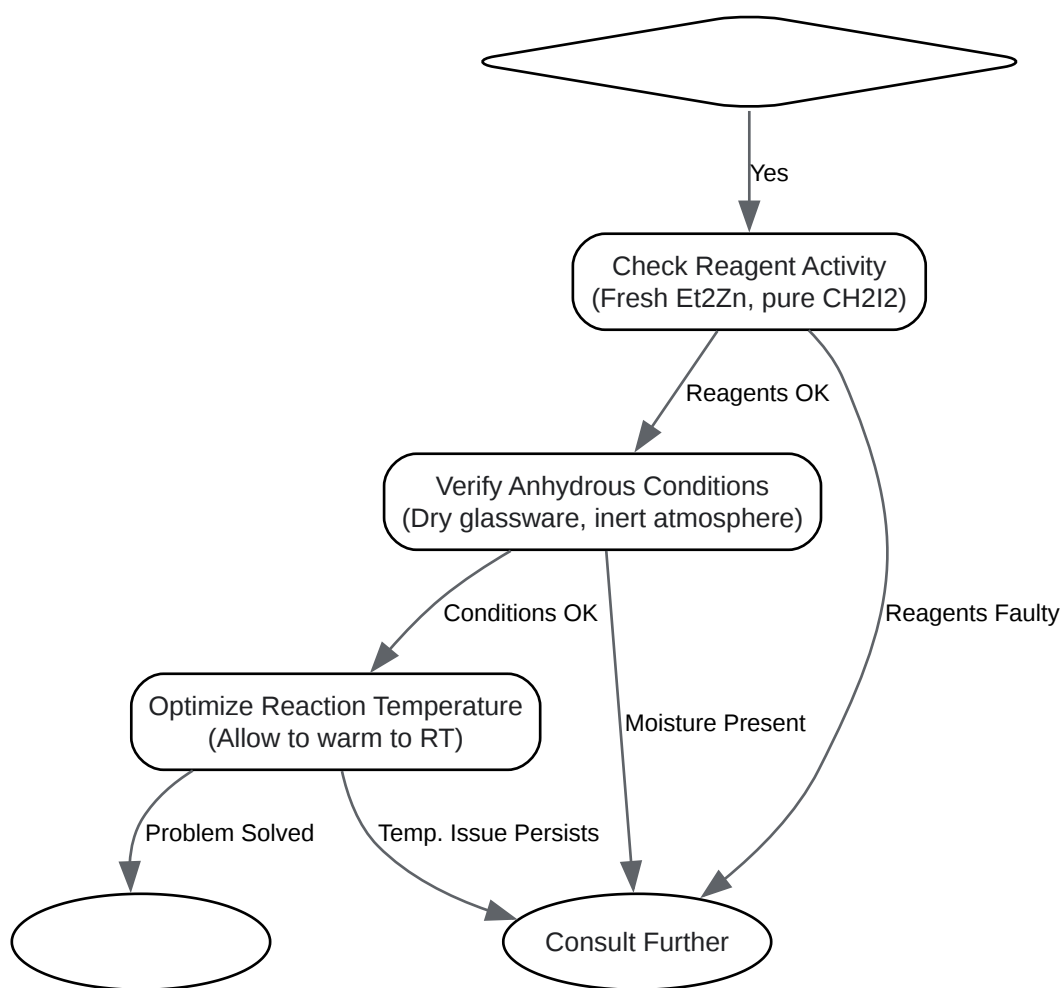 Yes
Check Reagent Activity
(Fresh Et2Zn, pure CH2I2)
Reagents OK
Verify Anhydrous Conditions
(Dry glassware, inert atmosphere)
Conditions OK
Reagents Faulty
Optimize Reaction Temperature
(Allow to warm to RT)
Moisture Present
Problem Solved
Temp. Issue Persists
Consult Further